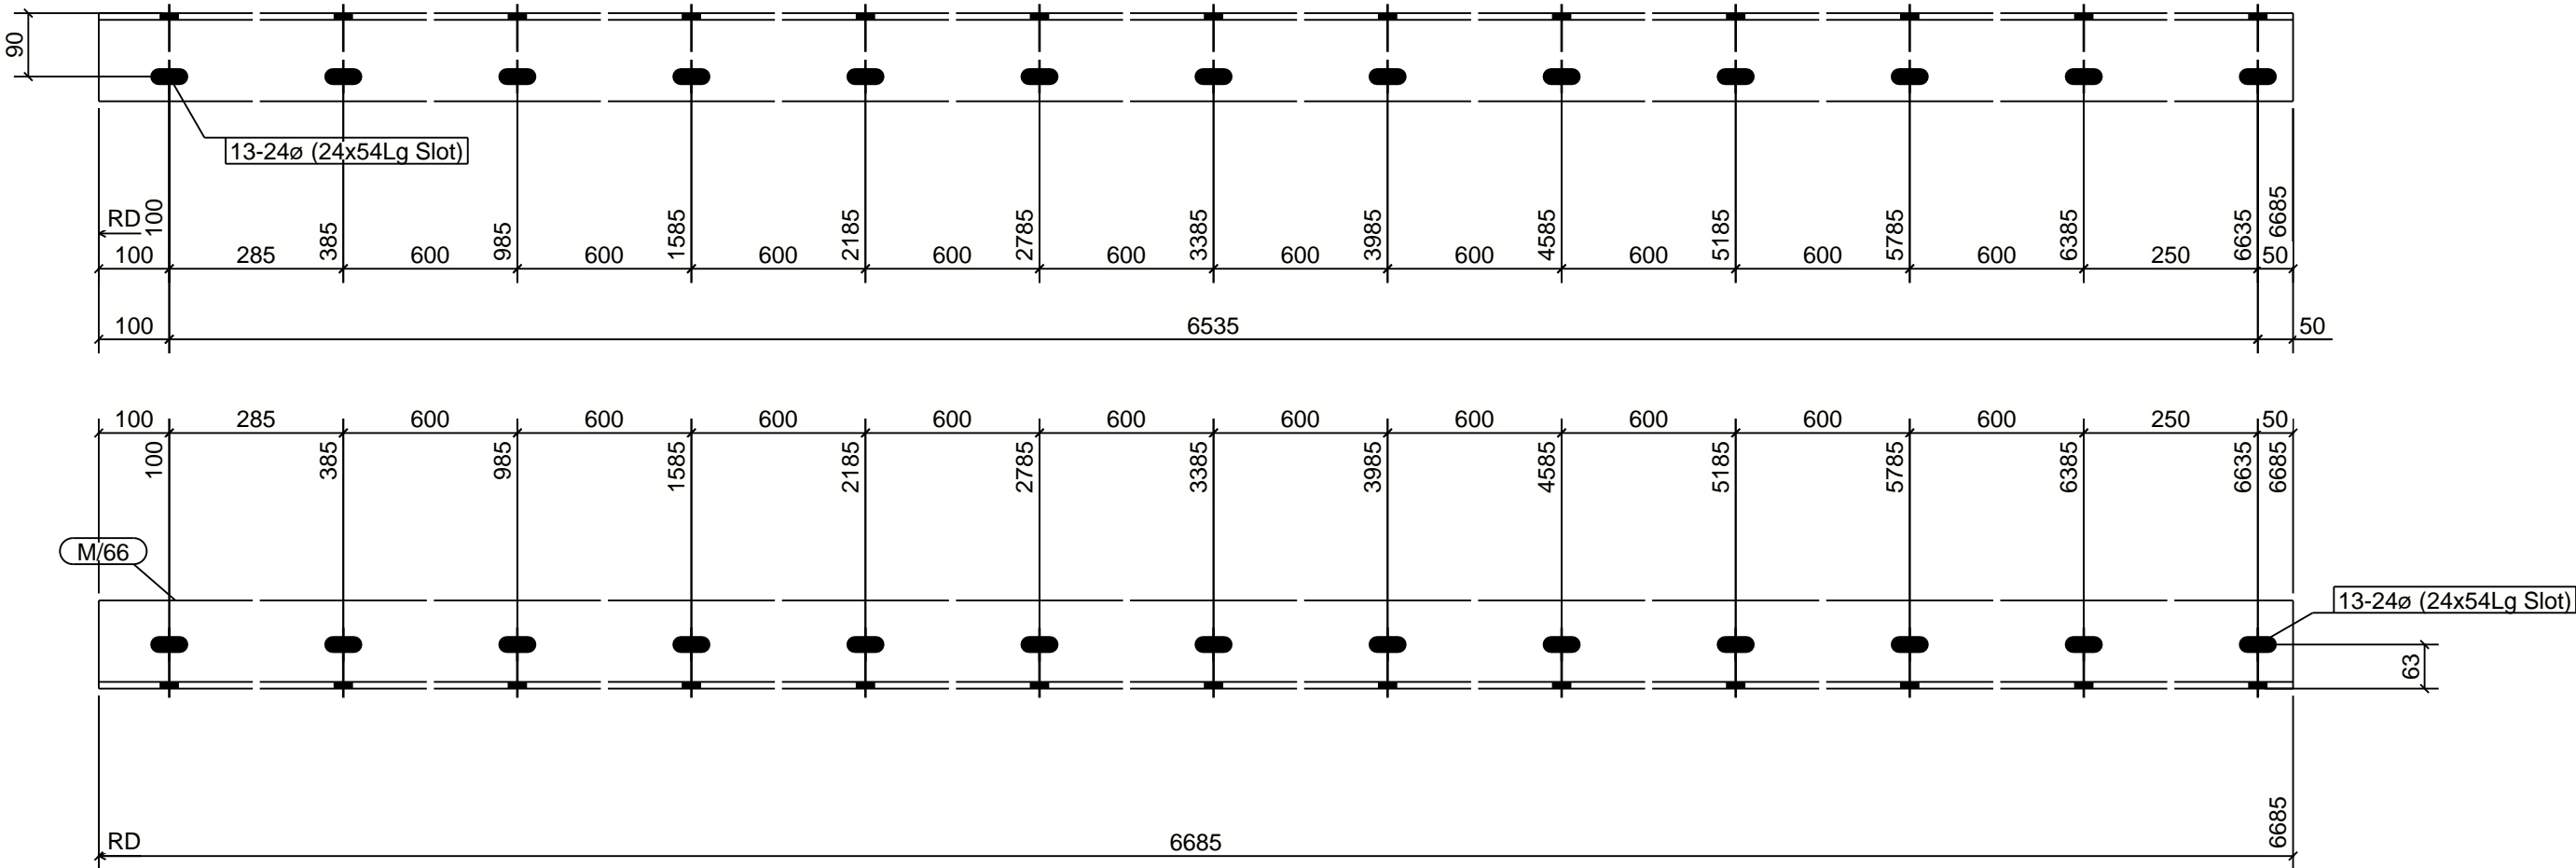 90
13-24ø (24x54Lg Slot)
RD 100 385 985 1585 2185 2785 3385 3985 4585 5185 5785 6385 6635 6685
100 285 600 600 600 600 600 600 600 600 600 600 250 50
100 6535 50
100 285 600 600 600 600 600 600 600 600 600 600 250 50
100 385 985 1585 2185 2785 3385 3985 4585 5185 5785 6385 6635 6685
M/66
13-24ø (24x54Lg Slot)
63
RD 6685 6685